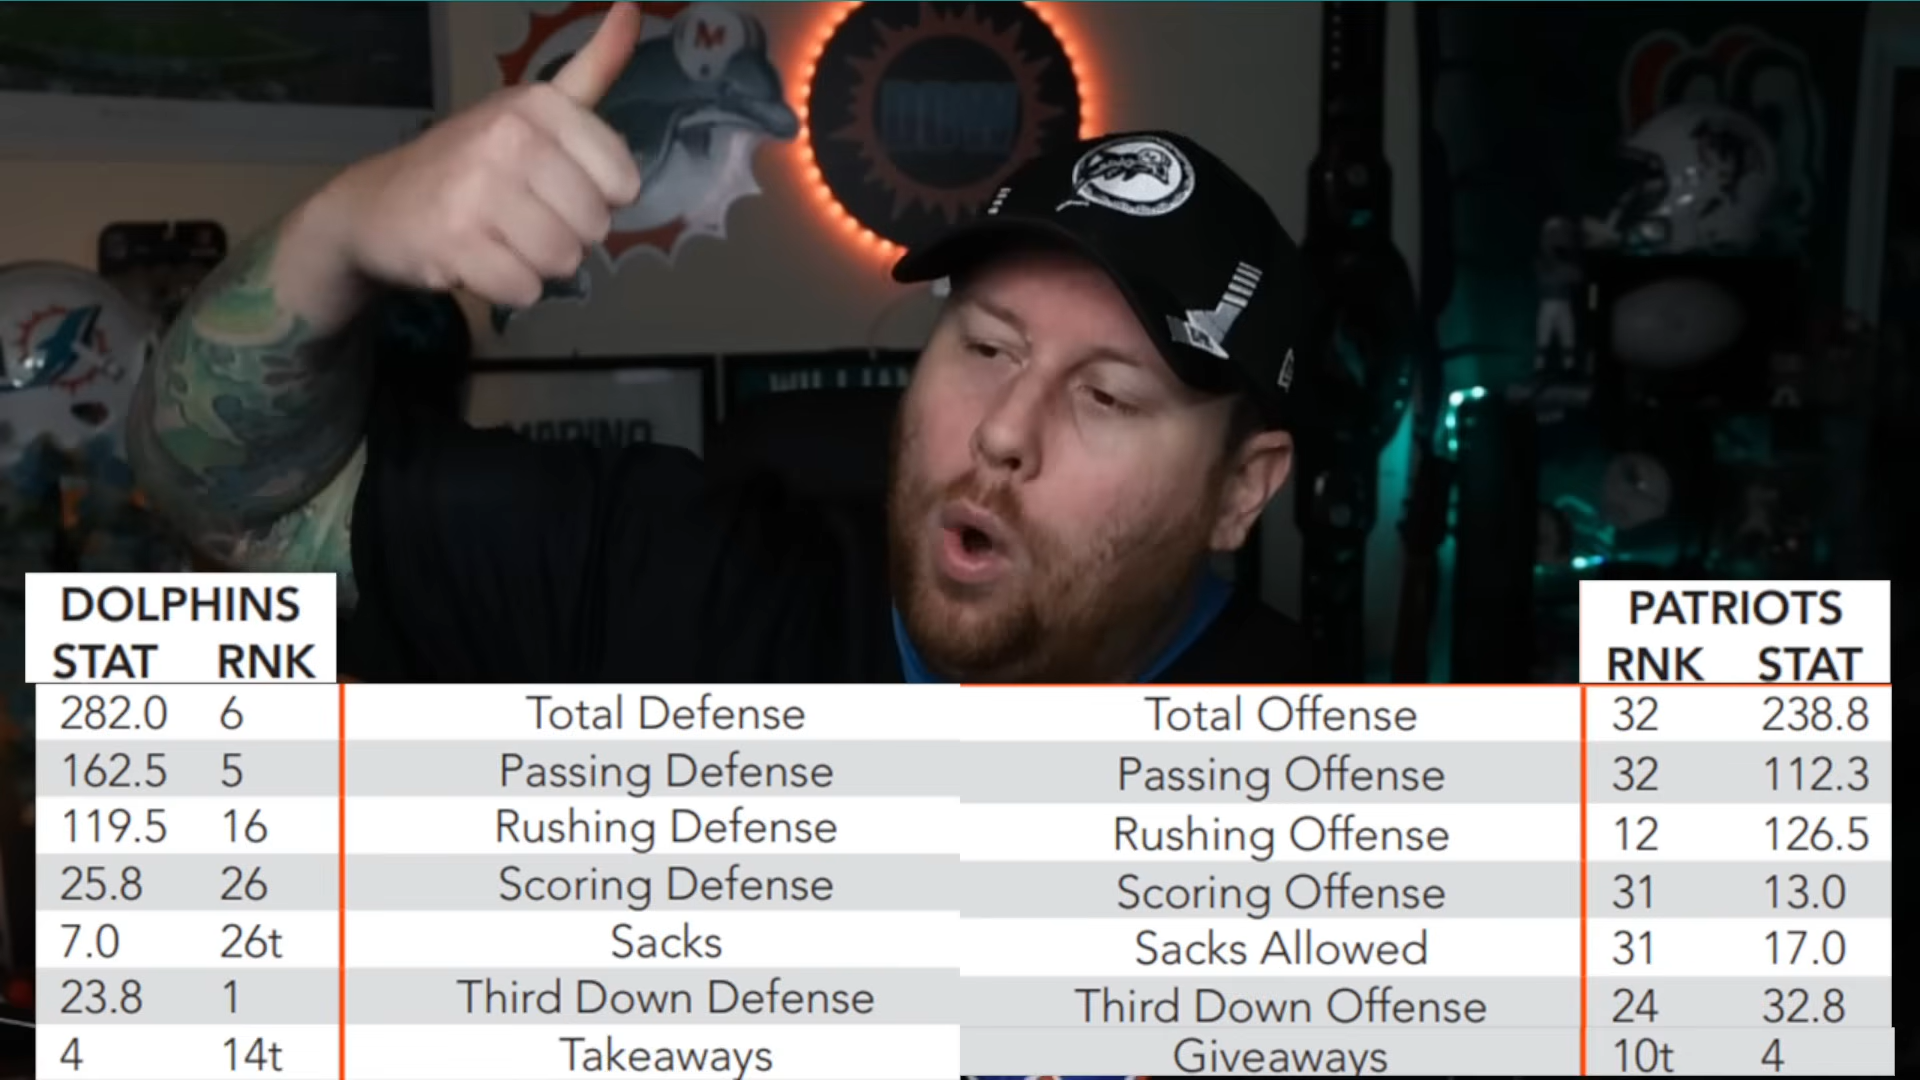 M
MARINO
DOLPHINS
STAT RNK
282.0 6 Total Defense
162.5 5 Passing Defense
119.5 16 Rushing Defense
25.8 26 Scoring Defense
7.0 26t Sacks
23.8 1 Third Down Defense
4 14t Takeaways
PATRIOTS
RNK STAT
Total Offense 32 238.8
Passing Offense 32 112.3
Rushing Offense 12 126.5
Scoring Offense 31 13.0
Sacks Allowed 31 17.0
Third Down Offense 24 32.8
Giveaways 10t 4